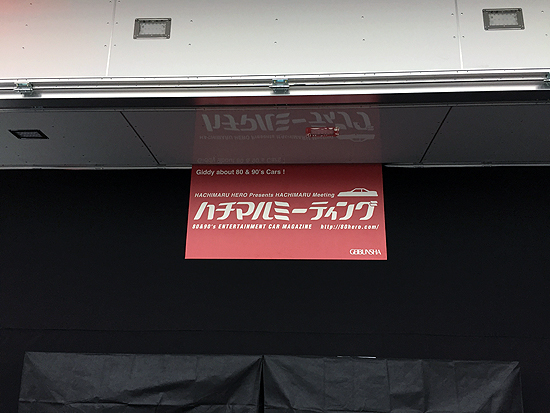 Giddy about 80 & 90's Cars !
HACHIMARU HERO Presents HACHIMARU Meeting
ハチマルミーティング
80&90's ENTERTAINMENT CAR MAGAZINE http://80hero.com/
GEIBUNSHA